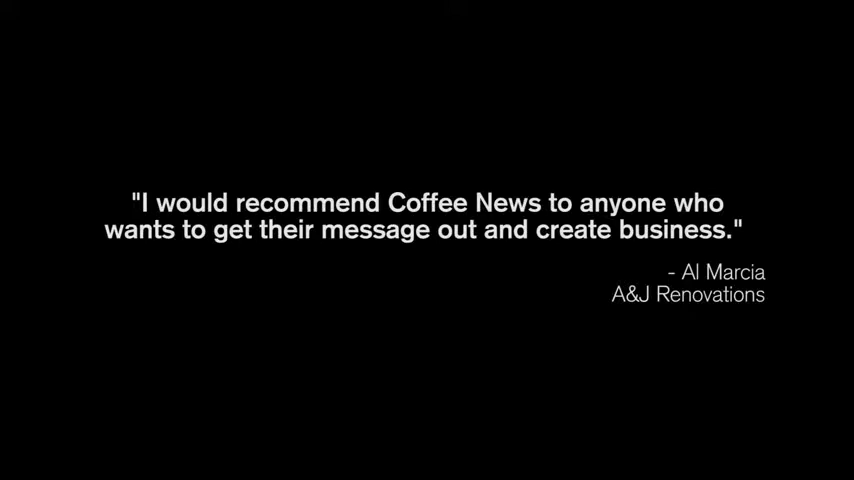 "I would recommend Coffee News to anyone who
wants to get their message out and create business."
- Al Marcia
A&J Renovations